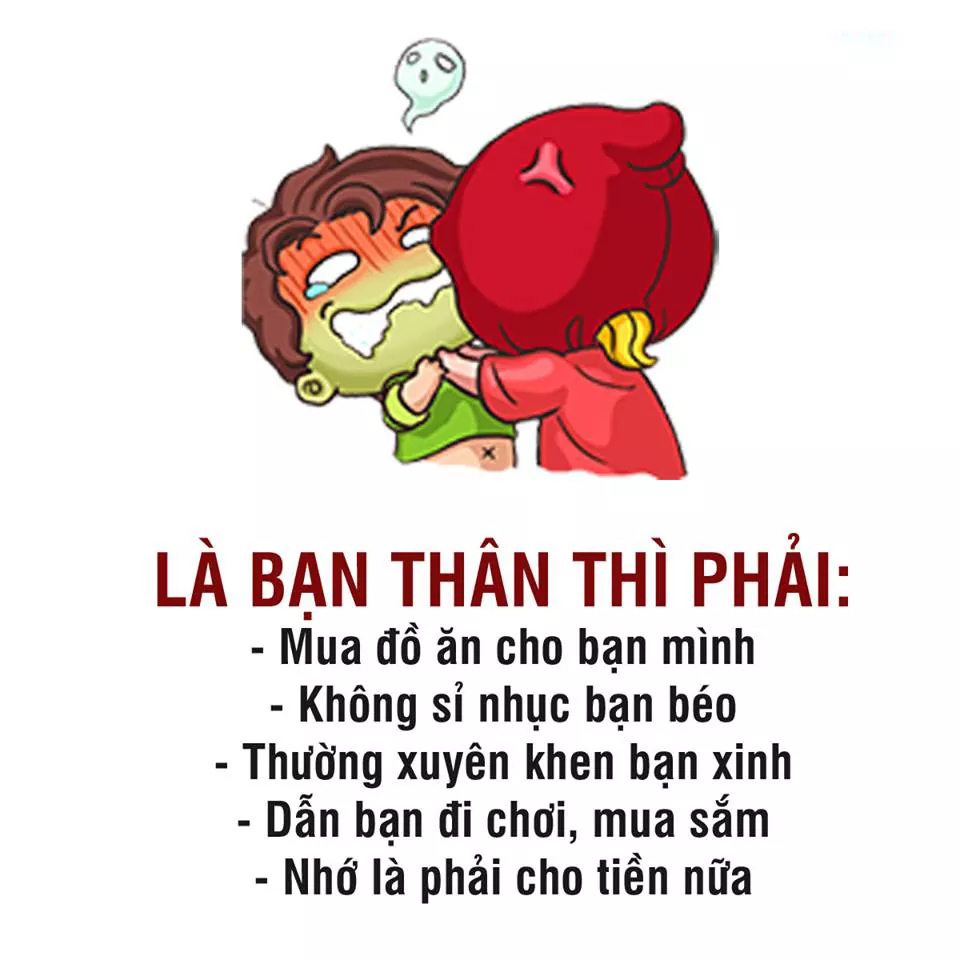 LÀ BẠN THÂN THÌ PHẢI:
- Mua đồ ăn cho bạn mình
- Không sỉ nhục bạn béo
- Thường xuyên khen bạn xinh
- Dẫn bạn đi chơi, mua sắm
- Nhớ là phải cho tiền nữa